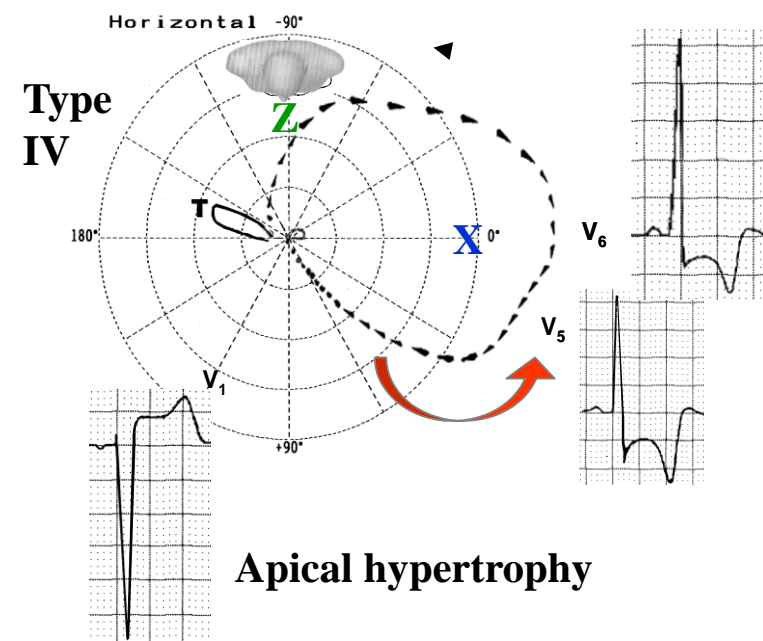 Horizontal
-90°
Type
IV
Z
T
180°
X
0°
V6
V5
V1
+90°
Apical hypertrophy